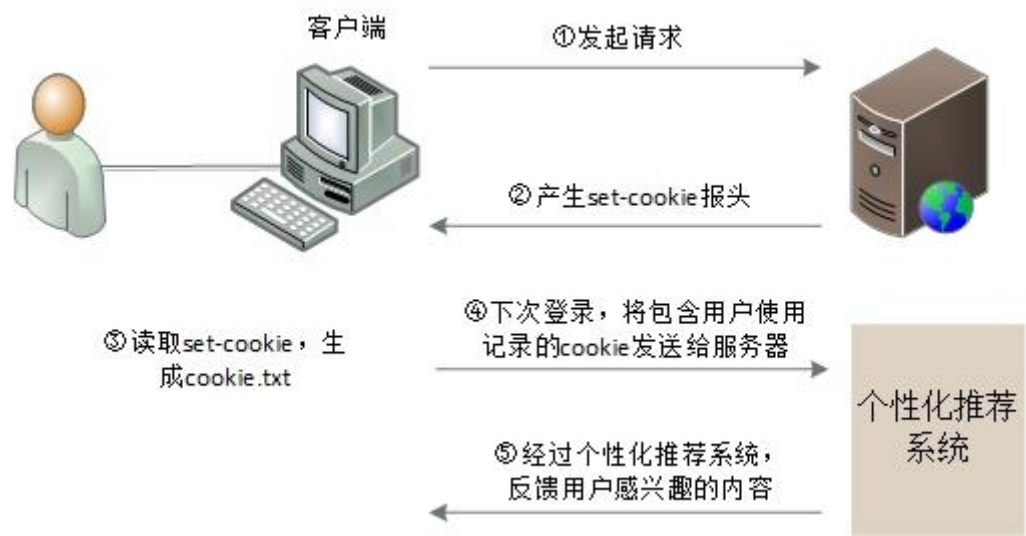 客户端
①发起请求
②产生set-cookie报头
③读取set-cookie，生
成cookie.txt
④下次登录，将包含用户使用
记录的cookie发送给服务器
个性化推荐
系统
⑤经过个性化推荐系统，
反馈用户感兴趣的内容